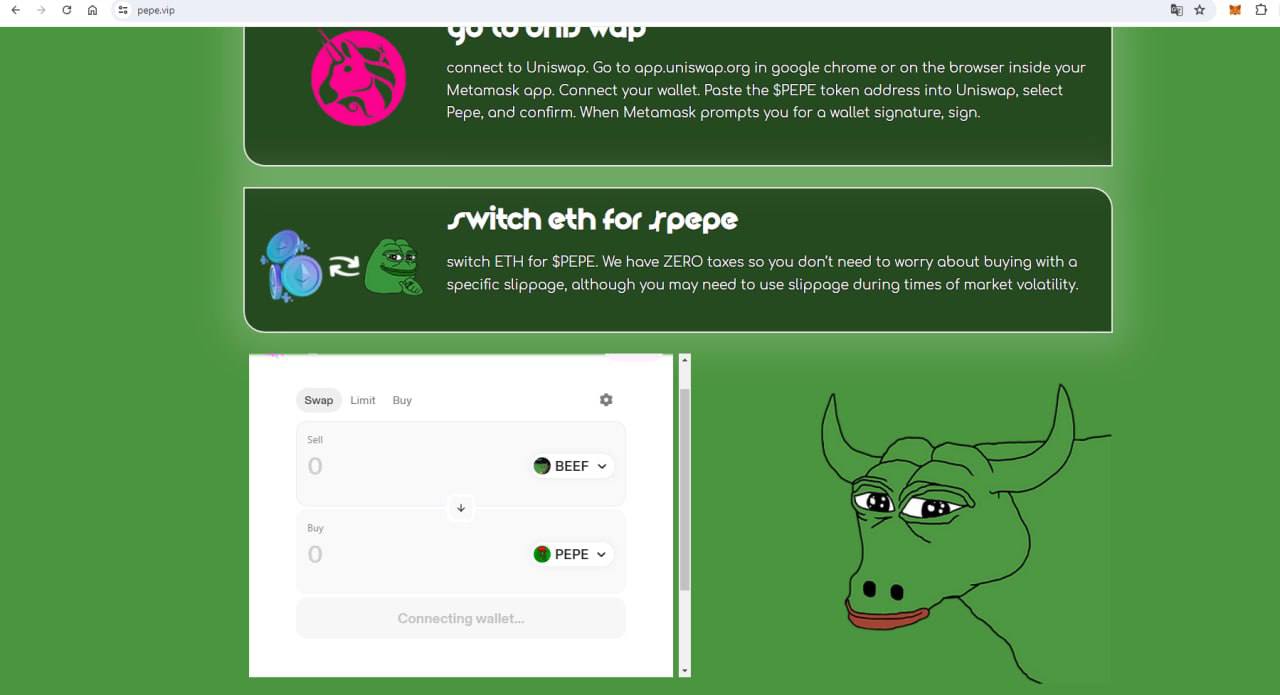 pepe.vip
go to Uniswap
connect to Uniswap. Go to app.uniswap.org in google chrome or on the browser inside your
Metamask app. Connect your wallet. Paste the $PEPE token address into Uniswap, select
Pepe, and confirm. When Metamask prompts you for a wallet signature, sign.
switch eth for $pepe
switch ETH for $PEPE. We have ZERO taxes so you don't need to worry about buying with a
specific slippage, although you may need to use slippage during times of market volatility.
Swap Limit Buy
Sell
0 BEEF
Buy
0 PEPE
Connecting wallet...